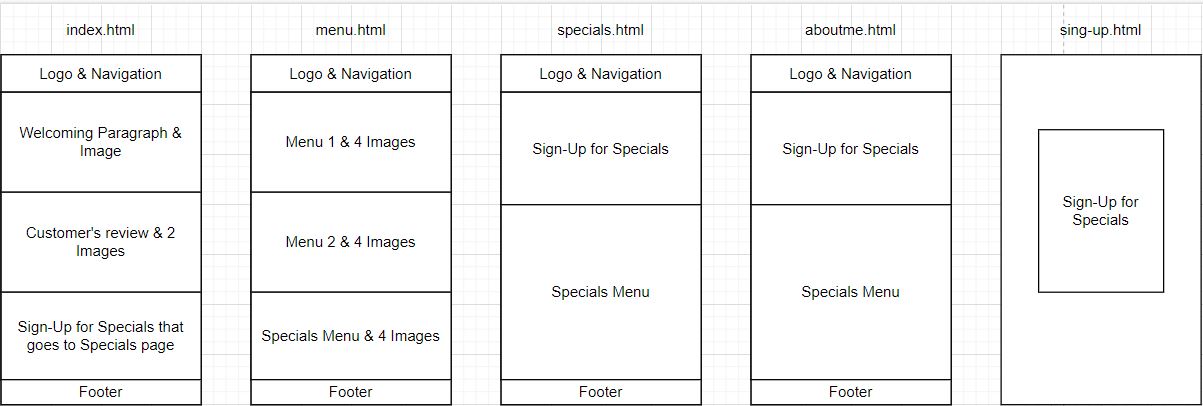 index.html
menu.html
specials.html
aboutme.html
sing-up.html
Logo & Navigation
Welcoming Paragraph &
Image
Customer's review & 2
Images
Sign-Up for Specials that
goes to Specials page
Footer
Logo & Navigation
Menu 1 & 4 Images
Menu 2 & 4 Images
Specials Menu & 4 Images
Footer
Logo & Navigation
Sign-Up for Specials
Specials Menu
Footer
Logo & Navigation
Sign-Up for Specials
Specials Menu
Footer
Sign-Up for
Specials